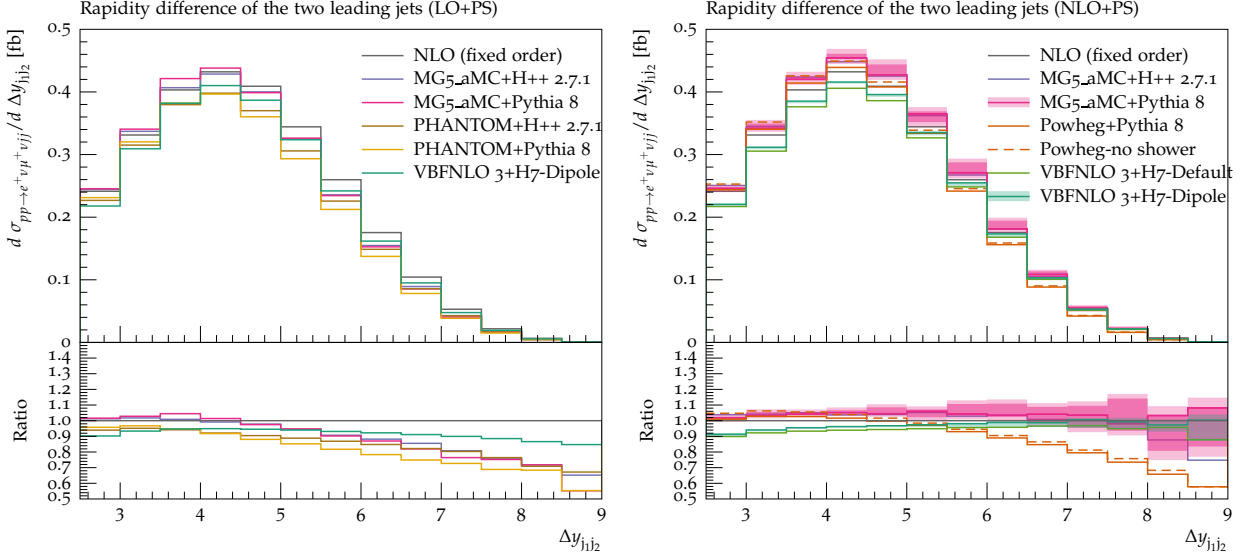 Rapidity difference of the two leading jets (LO+PS)
d σ_{pp→e⁺νμ⁺νjj}/d Δy_{j₁j₂} [fb]
0.5
0.4
0.3
0.2
0.1
0
NLO (fixed order)
MG5_aMC+H++ 2.7.1
MG5_aMC+Pythia 8
PHANTOM+H++ 2.7.1
PHANTOM+Pythia 8
VBFNLO 3+H7-Dipole
Ratio
1.4
1.3
1.2
1.1
1.0
0.9
0.8
0.7
0.6
0.5
3 4 5 6 7 8 9
Δy_{j₁j₂}
Rapidity difference of the two leading jets (NLO+PS)
d σ_{pp→e⁺νμ⁺νjj}/d Δy_{j₁j₂} [fb]
0.5
0.4
0.3
0.2
0.1
0
NLO (fixed order)
MG5_aMC+H++ 2.7.1
MG5_aMC+Pythia 8
Powheg+Pythia 8
Powheg-no shower
VBFNLO 3+H7-Default
VBFNLO 3+H7-Dipole
Ratio
1.4
1.3
1.2
1.1
1.0
0.9
0.8
0.7
0.6
0.5
3 4 5 6 7 8 9
Δy_{j₁j₂}